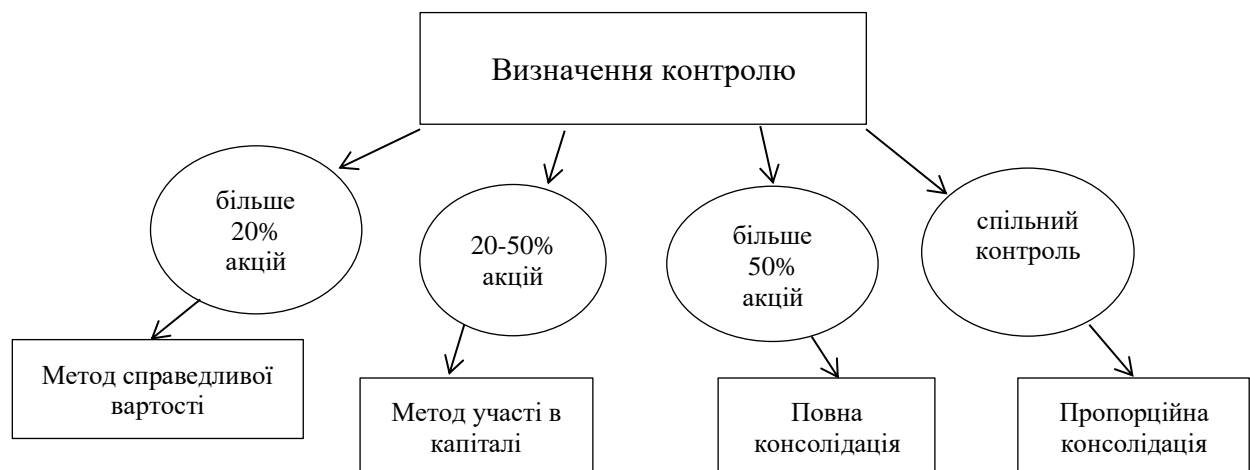 Визначення контролю
більше
20%
акцій
20-50%
акцій
більше
50%
акцій
спільний
контроль
Метод справедливої
вартості
Метод участі в
капіталі
Повна
консолідація
Пропорційна
консолідація